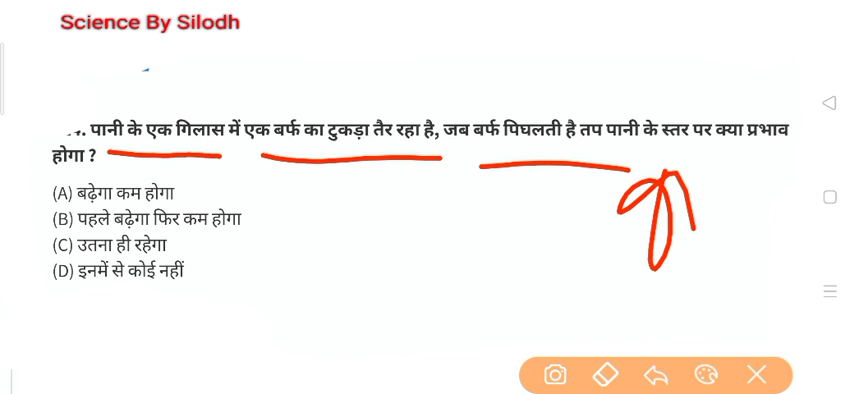 Science By Silodh
पानी के एक गिलास में एक बर्फ का टुकड़ा तैर रहा है, जब बर्फ पिघलती है तप पानी के स्तर पर क्या प्रभाव
होगा ?
(A) बढ़ेगा कम होगा
(B) पहले बढ़ेगा फिर कम होगा
(C) उतना ही रहेगा
(D) इनमें से कोई नहीं